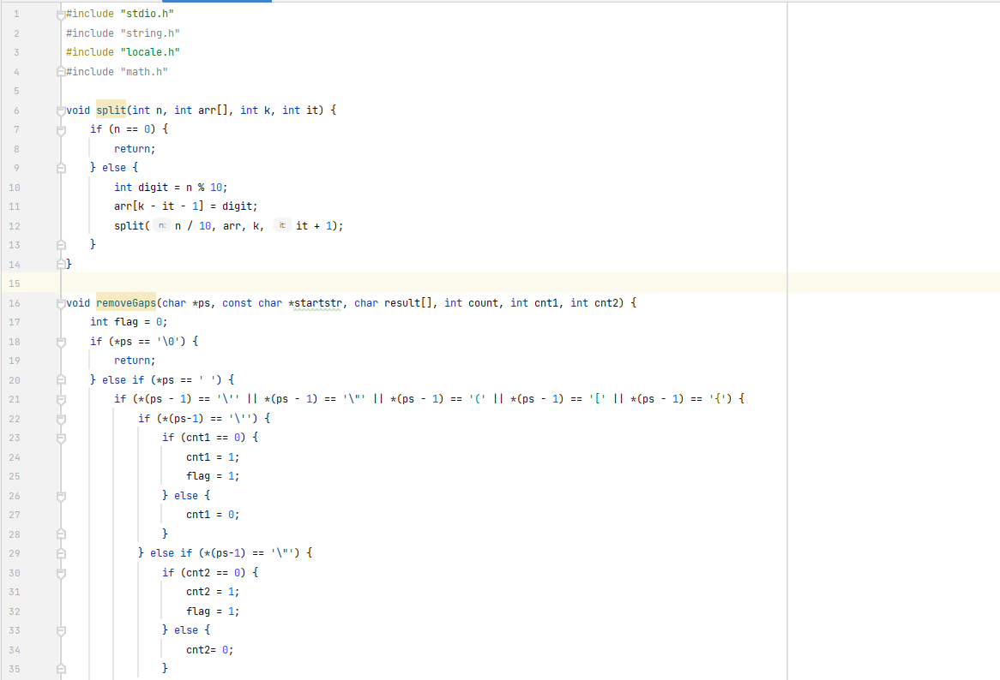 1 #include "stdio.h"
2 #include "string.h"
3 #include "locale.h"
4 #include "math.h"
5
6 void split(int n, int arr[], int k, int it) {
7     if (n == 0) {
8         return;
9     } else {
10         int digit = n % 10;
11         arr[k - it - 1] = digit;
12         split( n: n / 10, arr, k, it: it + 1);
13     }
14 }
15
16 void removeGaps(char *ps, const char *startstr, char result[], int count, int cnt1, int cnt2) {
17     int flag = 0;
18     if (*ps == '\0') {
19         return;
20     } else if (*ps == ' ') {
21         if (*(ps - 1) == '\'' || *(ps - 1) == '\"' || *(ps - 1) == '(' || *(ps - 1) == '[' || *(ps - 1) == '{') {
22             if (*(ps-1) == '\'') {
23                 if (cnt1 == 0) {
24                     cnt1 = 1;
25                     flag = 1;
26                 } else {
27                     cnt1 = 0;
28                 }
29             } else if (*(ps-1) == '\"') {
30                 if (cnt2 == 0) {
31                     cnt2 = 1;
32                     flag = 1;
33                 } else {
34                     cnt2= 0;
35                 }